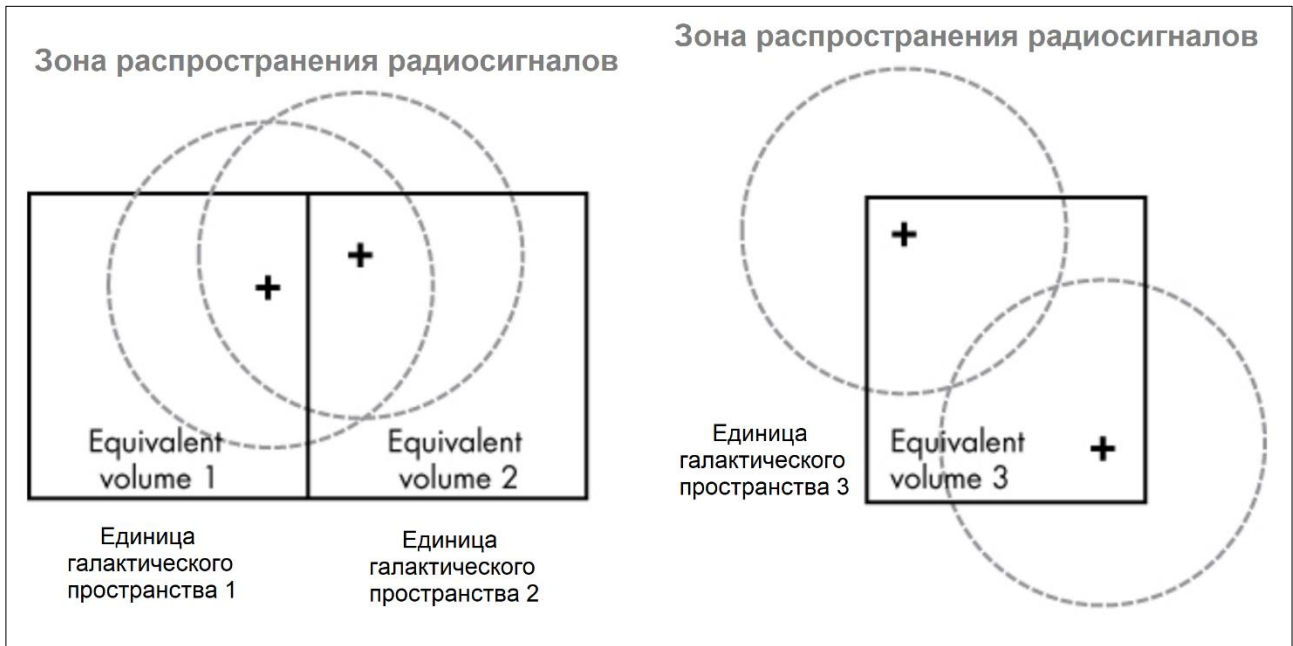 Зона распространения радиосигналов
Equivalent
volume 1
Equivalent
volume 2
Единица
галактического
пространства 1
Единица
галактического
пространства 2
Зона распространения радиосигналов
Единица
галактического
пространства 3
Equivalent
volume 3